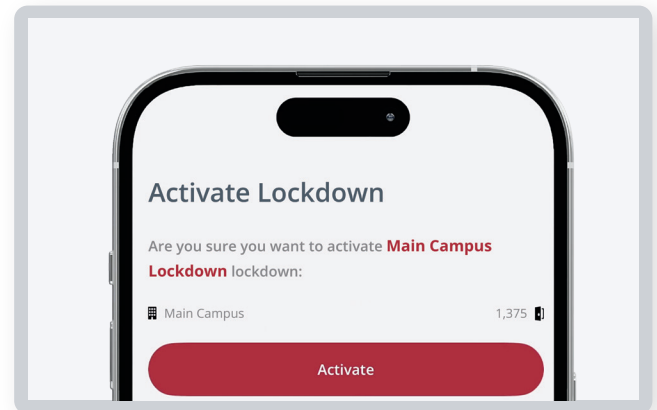 Activate Lockdown
Are you sure you want to activate Main Campus
Lockdown lockdown:
Main Campus 1,375
Activate